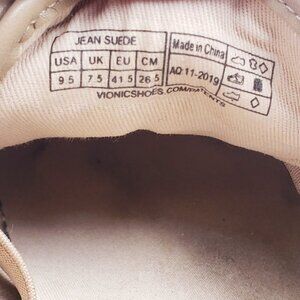 JEAN SUEDE
USA UK EU CM
9.5 7.5 41.5 26.5
Made in China
AQ 11-2019
VIONICSHOES.COM/PATENTS